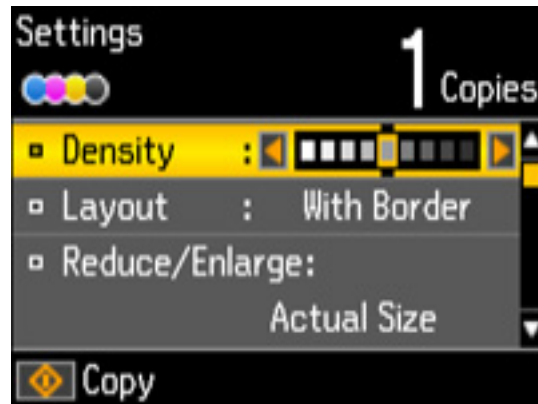 Settings
1 Copies
Density :
Layout : With Border
Reduce/Enlarge:
Actual Size
Copy